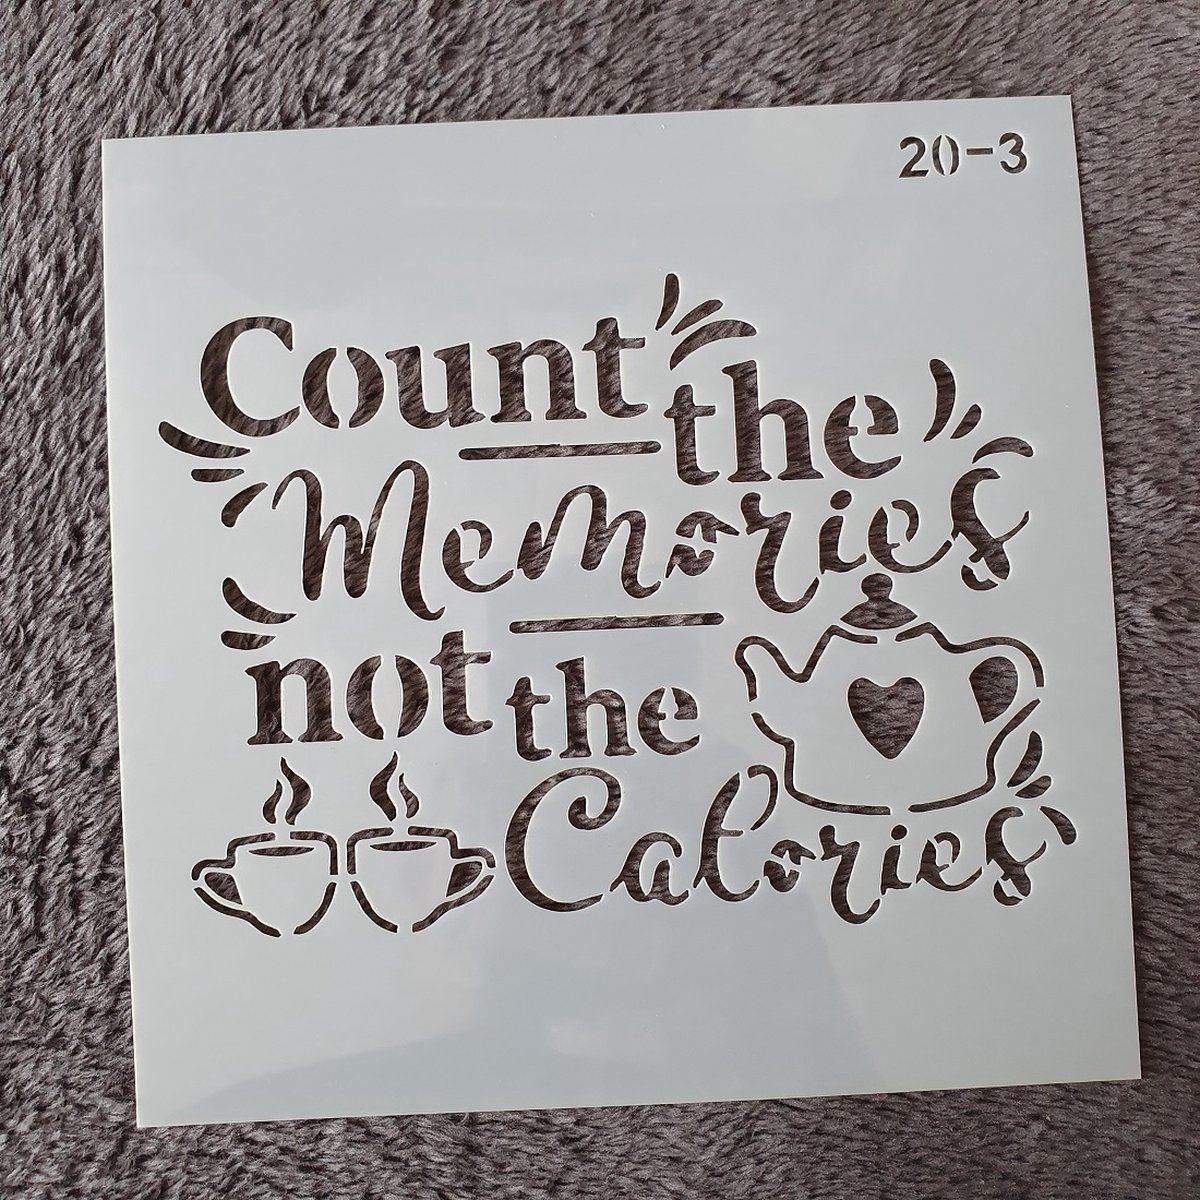 20-3
Count the
Memories
not the
Calories